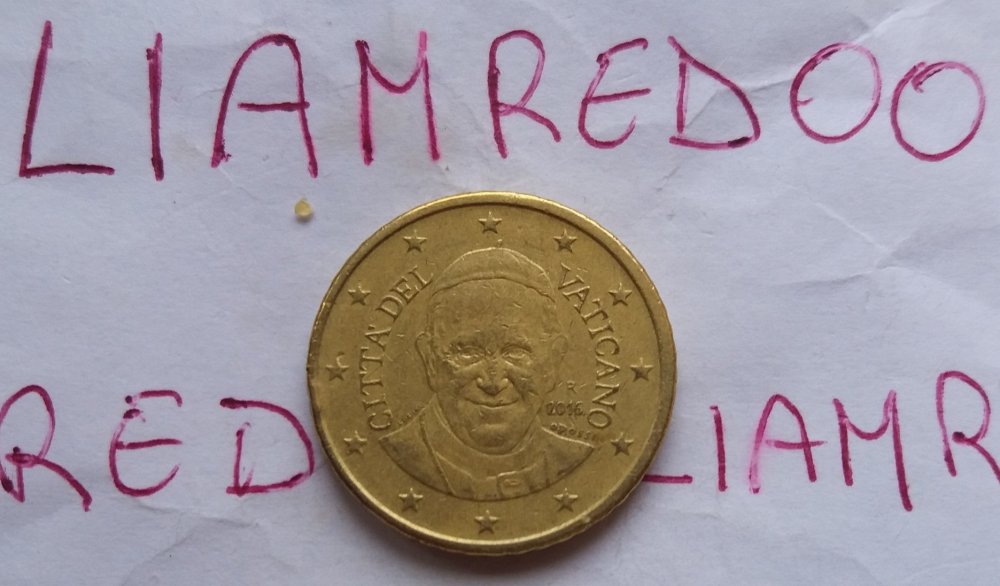 LIAMREDOO
CITTA' DEL VATICANO
R
2016
RED LIAMR